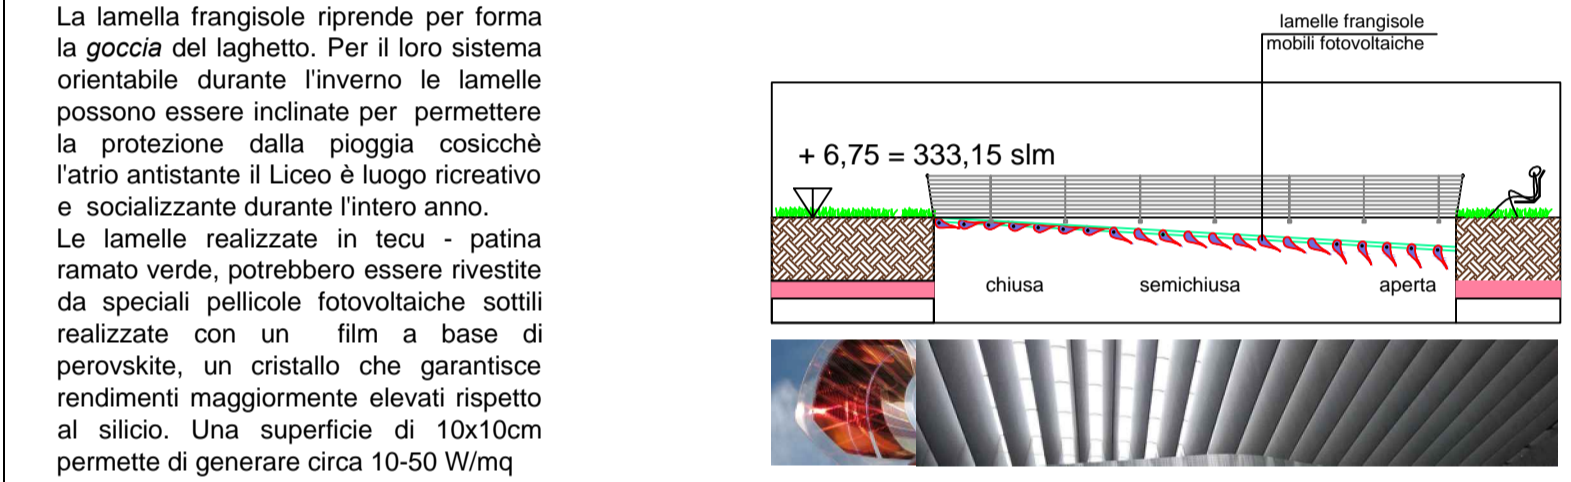 La lamella frangisole riprende per forma
la goccia del laghetto. Per il loro sistema
orientabile durante l'inverno le lamelle
possono essere inclinate per permettere
la protezione dalla pioggia cosicchè
l'atrio antistante il Liceo è luogo ricreativo
e socializzante durante l'intero anno.
Le lamelle realizzate in tecu - patina
ramato verde, potrebbero essere rivestite
da speciali pellicole fotovoltaiche sottili
realizzate con un film a base di
perovskite, un cristallo che garantisce
rendimenti maggiormente elevati rispetto
al silicio. Una superficie di 10x10cm
permette di generare circa 10-50 W/mq
lamelle frangisole
mobili fotovoltaiche
+ 6,75 = 333,15 slm
chiusa semichiusa aperta